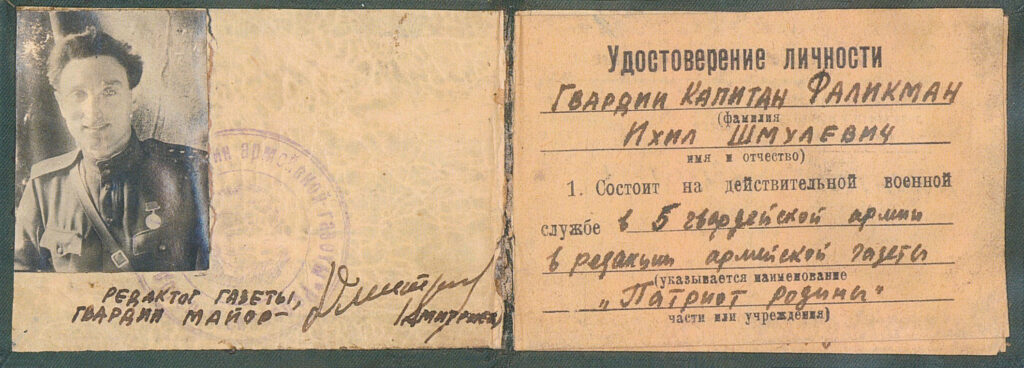 РЕДАКТОР ГАЗЕТЫ,
ГВАРДИИ МАЙОР—
(ДМИТРИЕВ)
Удостоверение личности
ГВАРДИИ КАПИТАН ФАЛИКМАН
(фамилия
ИХИЛ ШМУЛЕВИЧ
имя и отчество)
1. Состоит на действительной военной
службе в 5 гвардейской армии
в редакции армейской газеты
(указывается наименование
„Патриот родины"
части или учреждения)